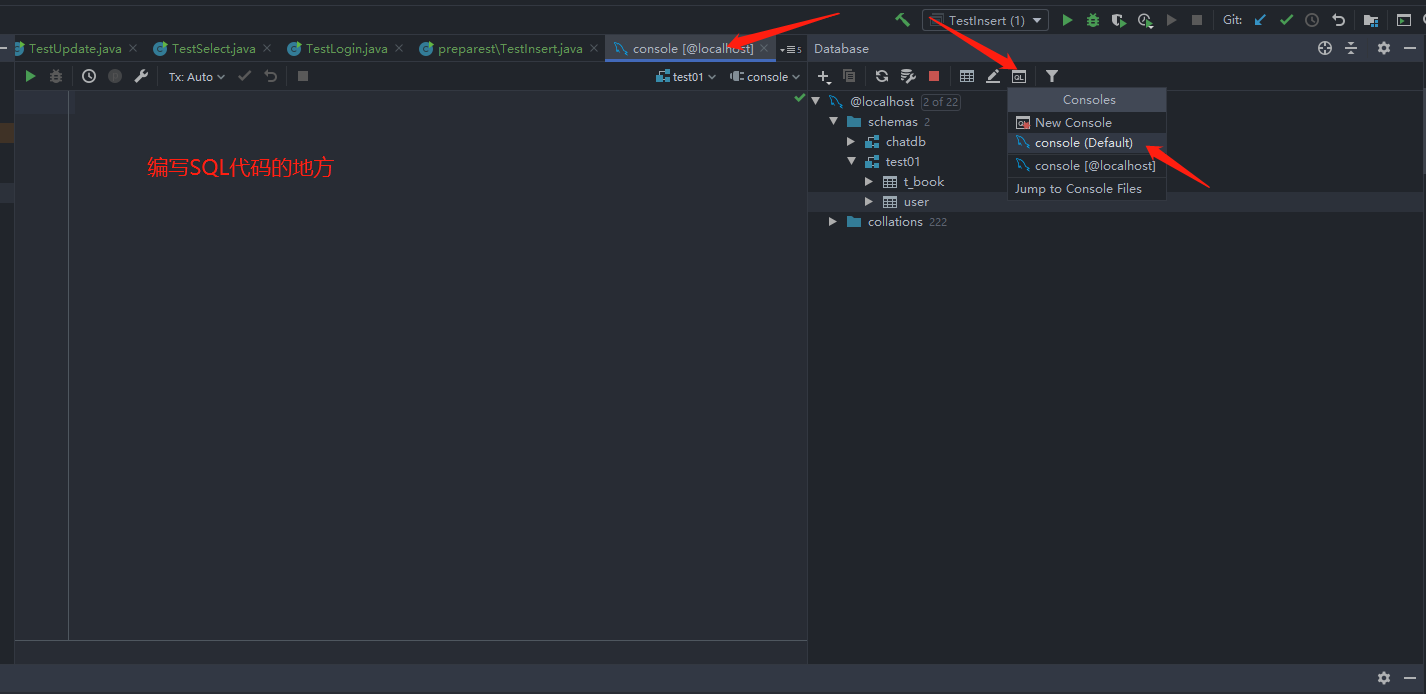 TestInsert (1)
Git:
TestUpdate.java
TestSelect.java
TestLogin.java
preparest\TestInsert.java
console [@localhost]
5
Database
Tx: Auto
test01
console
@localhost 2 of 22
Consoles
schemas 2
New Console
chatdb
console (Default)
test01
console [@localhost]
t_book
Jump to Console Files
user
collations 222
编写SQL代码的地方